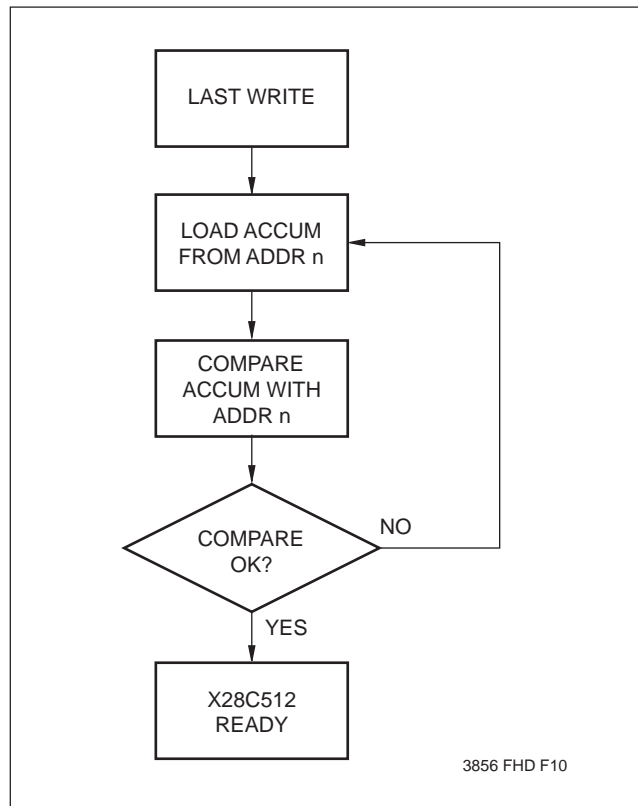 LAST WRITE
LOAD ACCUM
FROM ADDR n
COMPARE
ACCUM WITH
ADDR n
COMPARE
OK?
NO
YES
X28C512
READY
3856 FHD F10